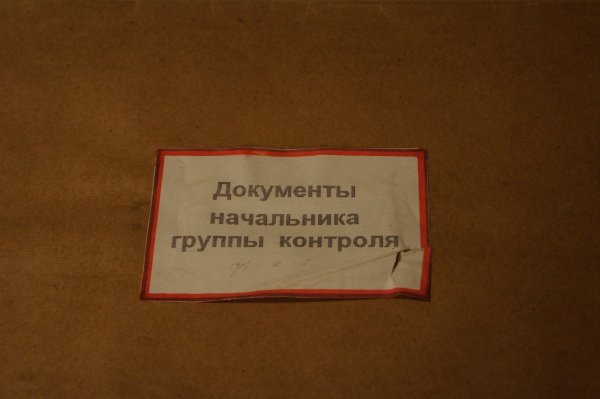 Документы
начальника
группы контроля